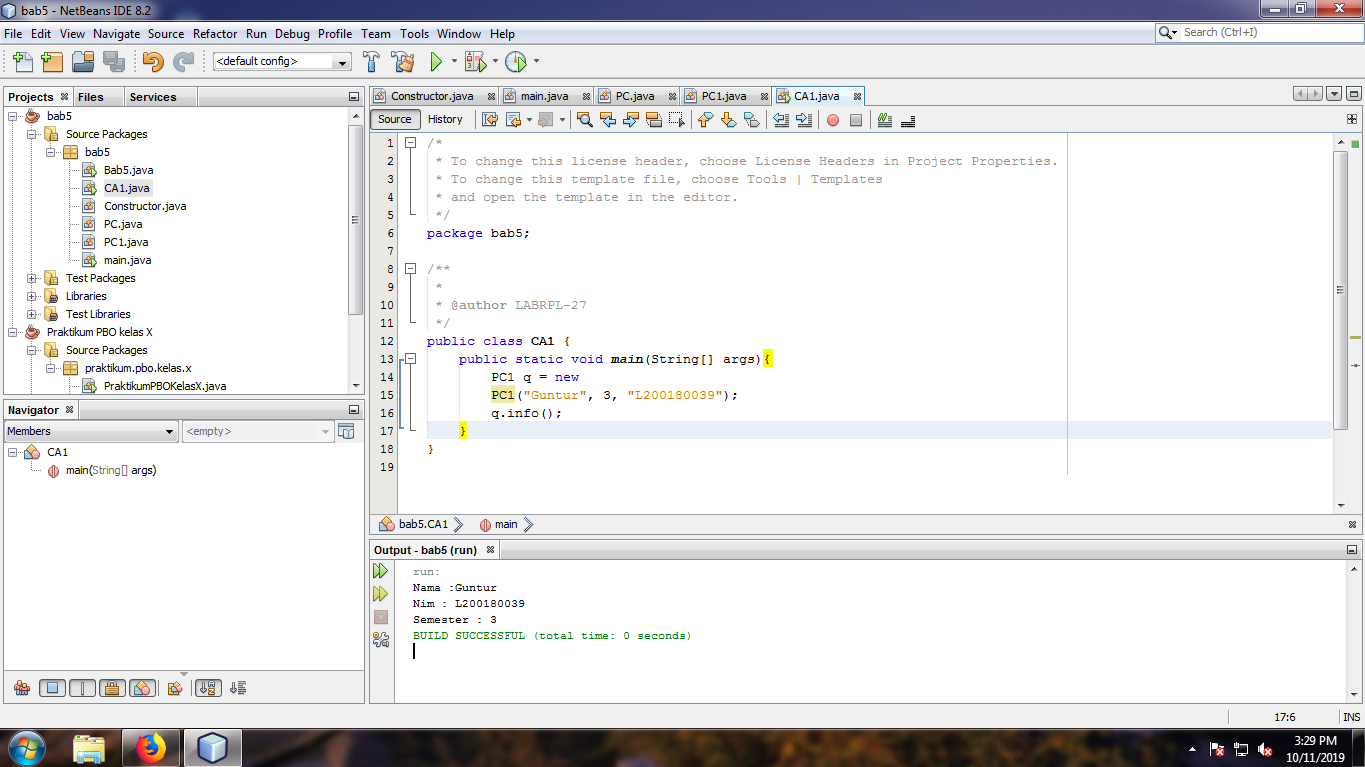 bab5 - NetBeans IDE 8.2
File Edit View Navigate Source Refactor Run Debug Profile Team Tools Window Help
Search (Ctrl+I)
<default config>
Projects Files Services
bab5
Source Packages
bab5
Bab5.java
CA1.java
Constructor.java
PC.java
PC1.java
main.java
Test Packages
Libraries
Test Libraries
Praktikum PBO kelas X
Source Packages
praktikum.pbo.kelas.x
PraktikumPBOKelasX.java
Navigator
Members <empty>
CA1
main(String[] args)
Constructor.java main.java PC.java PC1.java CA1.java
Source History
1 /*
2 * To change this license header, choose License Headers in Project Properties.
3 * To change this template file, choose Tools | Templates
4 * and open the template in the editor.
5 */
6 package bab5;
7
8 /**
9 *
10 * @author LABRPL-27
11 */
12 public class CA1 {
13 public static void main(String[] args){
14 PC1 q = new
15 PC1("Guntur", 3, "L200180039");
16 q.info();
17 }
18 }
19
bab5.CA1 main
Output - bab5 (run)
run:
Nama :Guntur
Nim : L200180039
Semester : 3
BUILD SUCCESSFUL (total time: 0 seconds)
17:6 INS
3:29 PM
10/11/2019